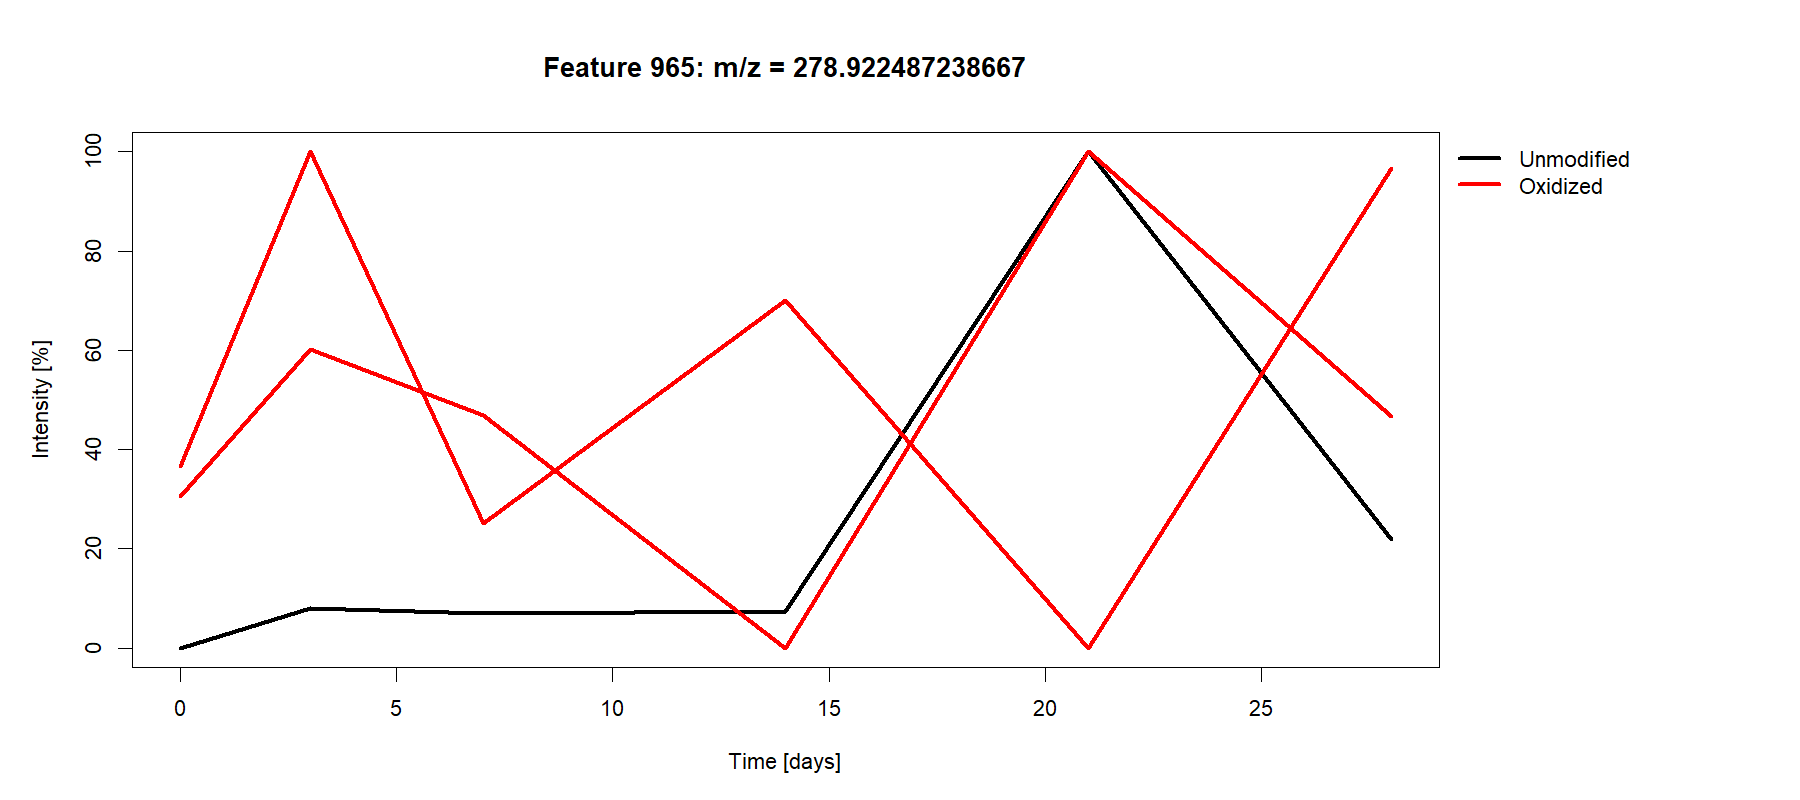 Feature 965: m/z = 278.922487238667
Unmodified
Oxidized
100
80
60
40
20
0
Intensity [%]
0 5 10 15 20 25
Time [days]